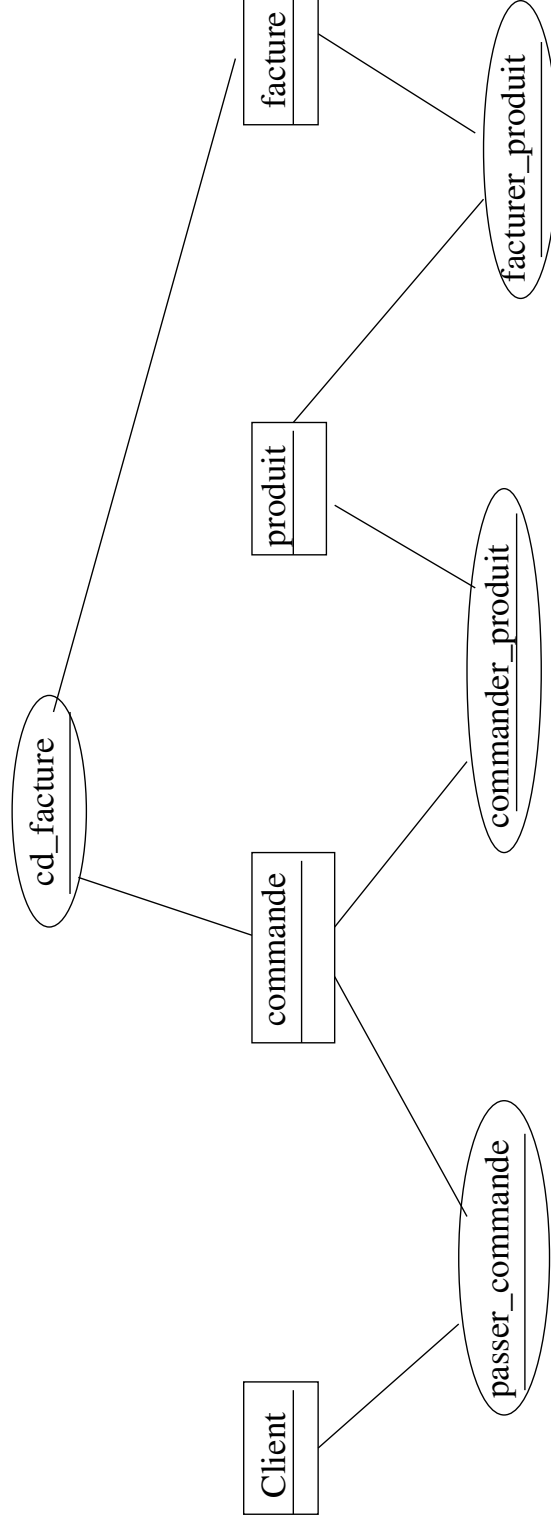 cd_facture
Client
commande
produit
facture
passer_commande
commander_produit
facturer_produit